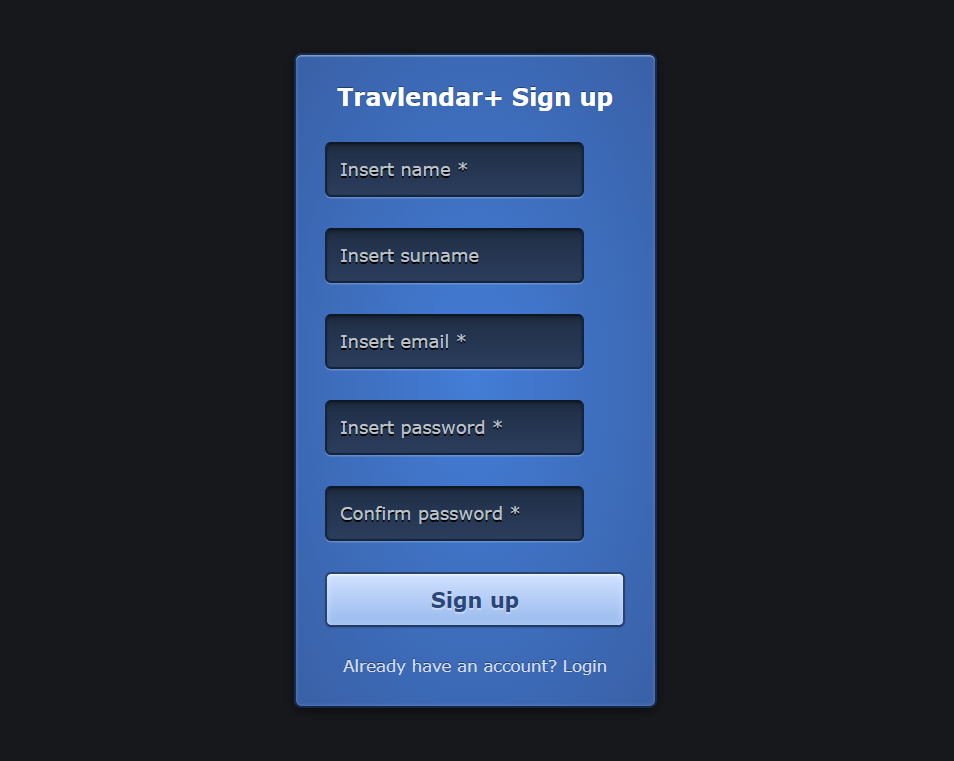 Travlendar+ Sign up
Insert name *
Insert surname
Insert email *
Insert password *
Confirm password *
Sign up
Already have an account? Login